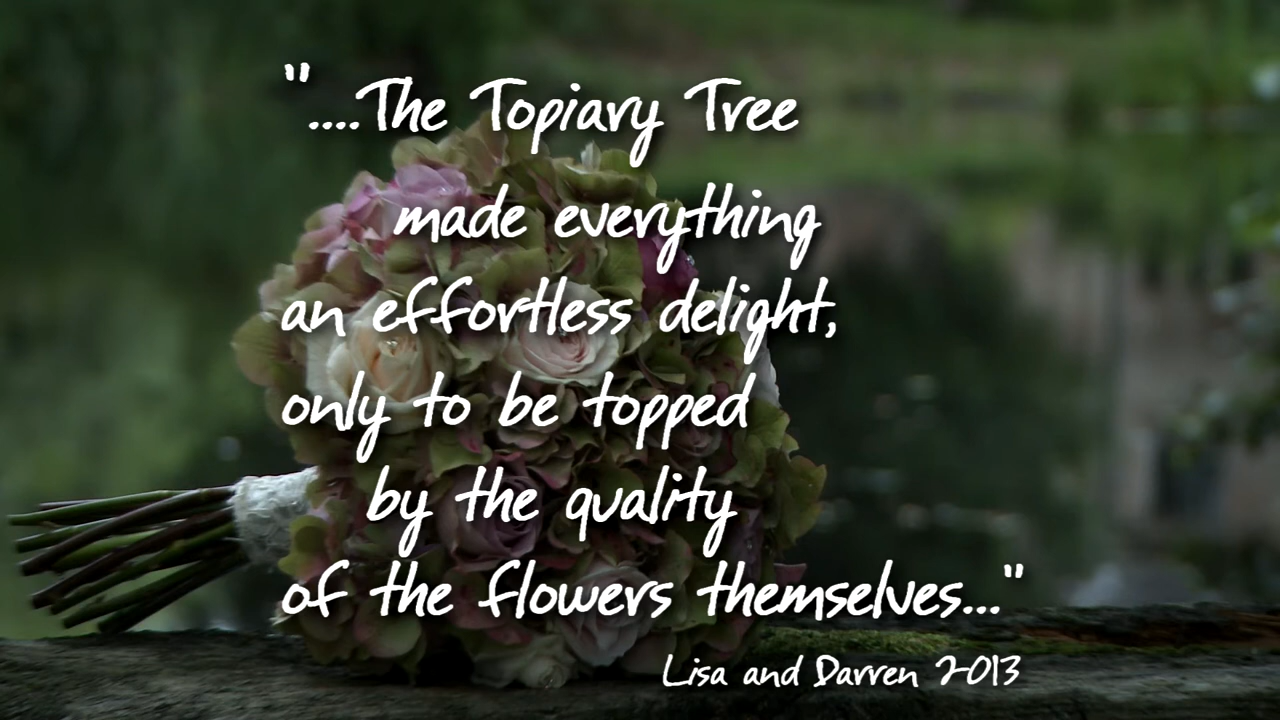 "....The Topiary Tree
made everything
an effortless delight,
only to be topped
by the quality
of the flowers themselves..."
Lisa and Darren 2013